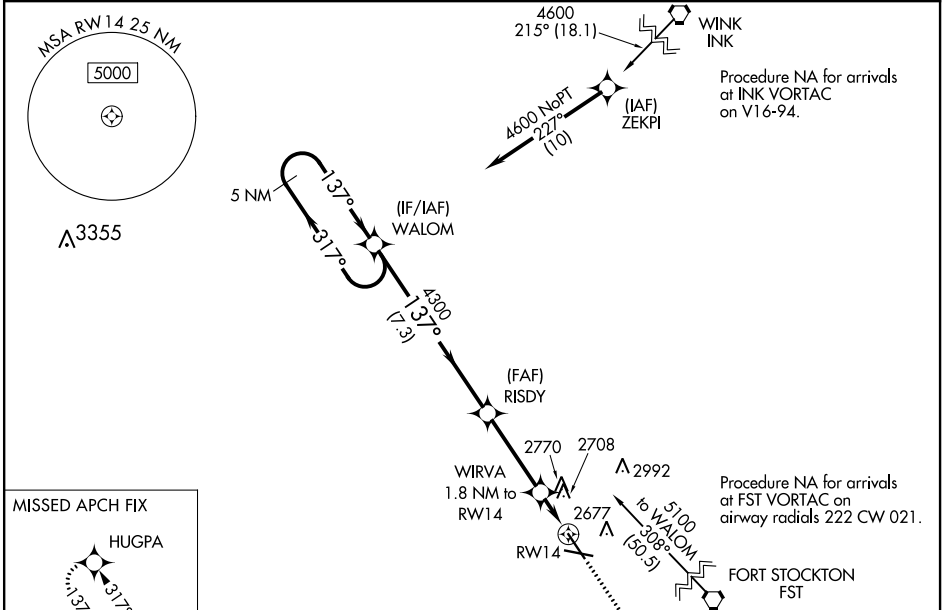 MSA RW14 25 NM
5000
3355
4600
215° (18.1)
WINK
INK
Procedure NA for arrivals
at INK VORTAC
on V16-94.
(IAF)
ZEKPI
4600 NoPT
227°
(10)
5 NM
137°
317°
(IF/IAF)
WALOM
4300
137°
(7.3)
(FAF)
RISDY
2770
2708
2992
WIRVA
1.8 NM to
RW14
2677
RW14
5100
to WALOM
308°
(50.5)
Procedure NA for arrivals
at FST VORTAC on
airway radials 222 CW 021.
FORT STOCKTON
FST
MISSED APCH FIX
HUGPA
137
317°